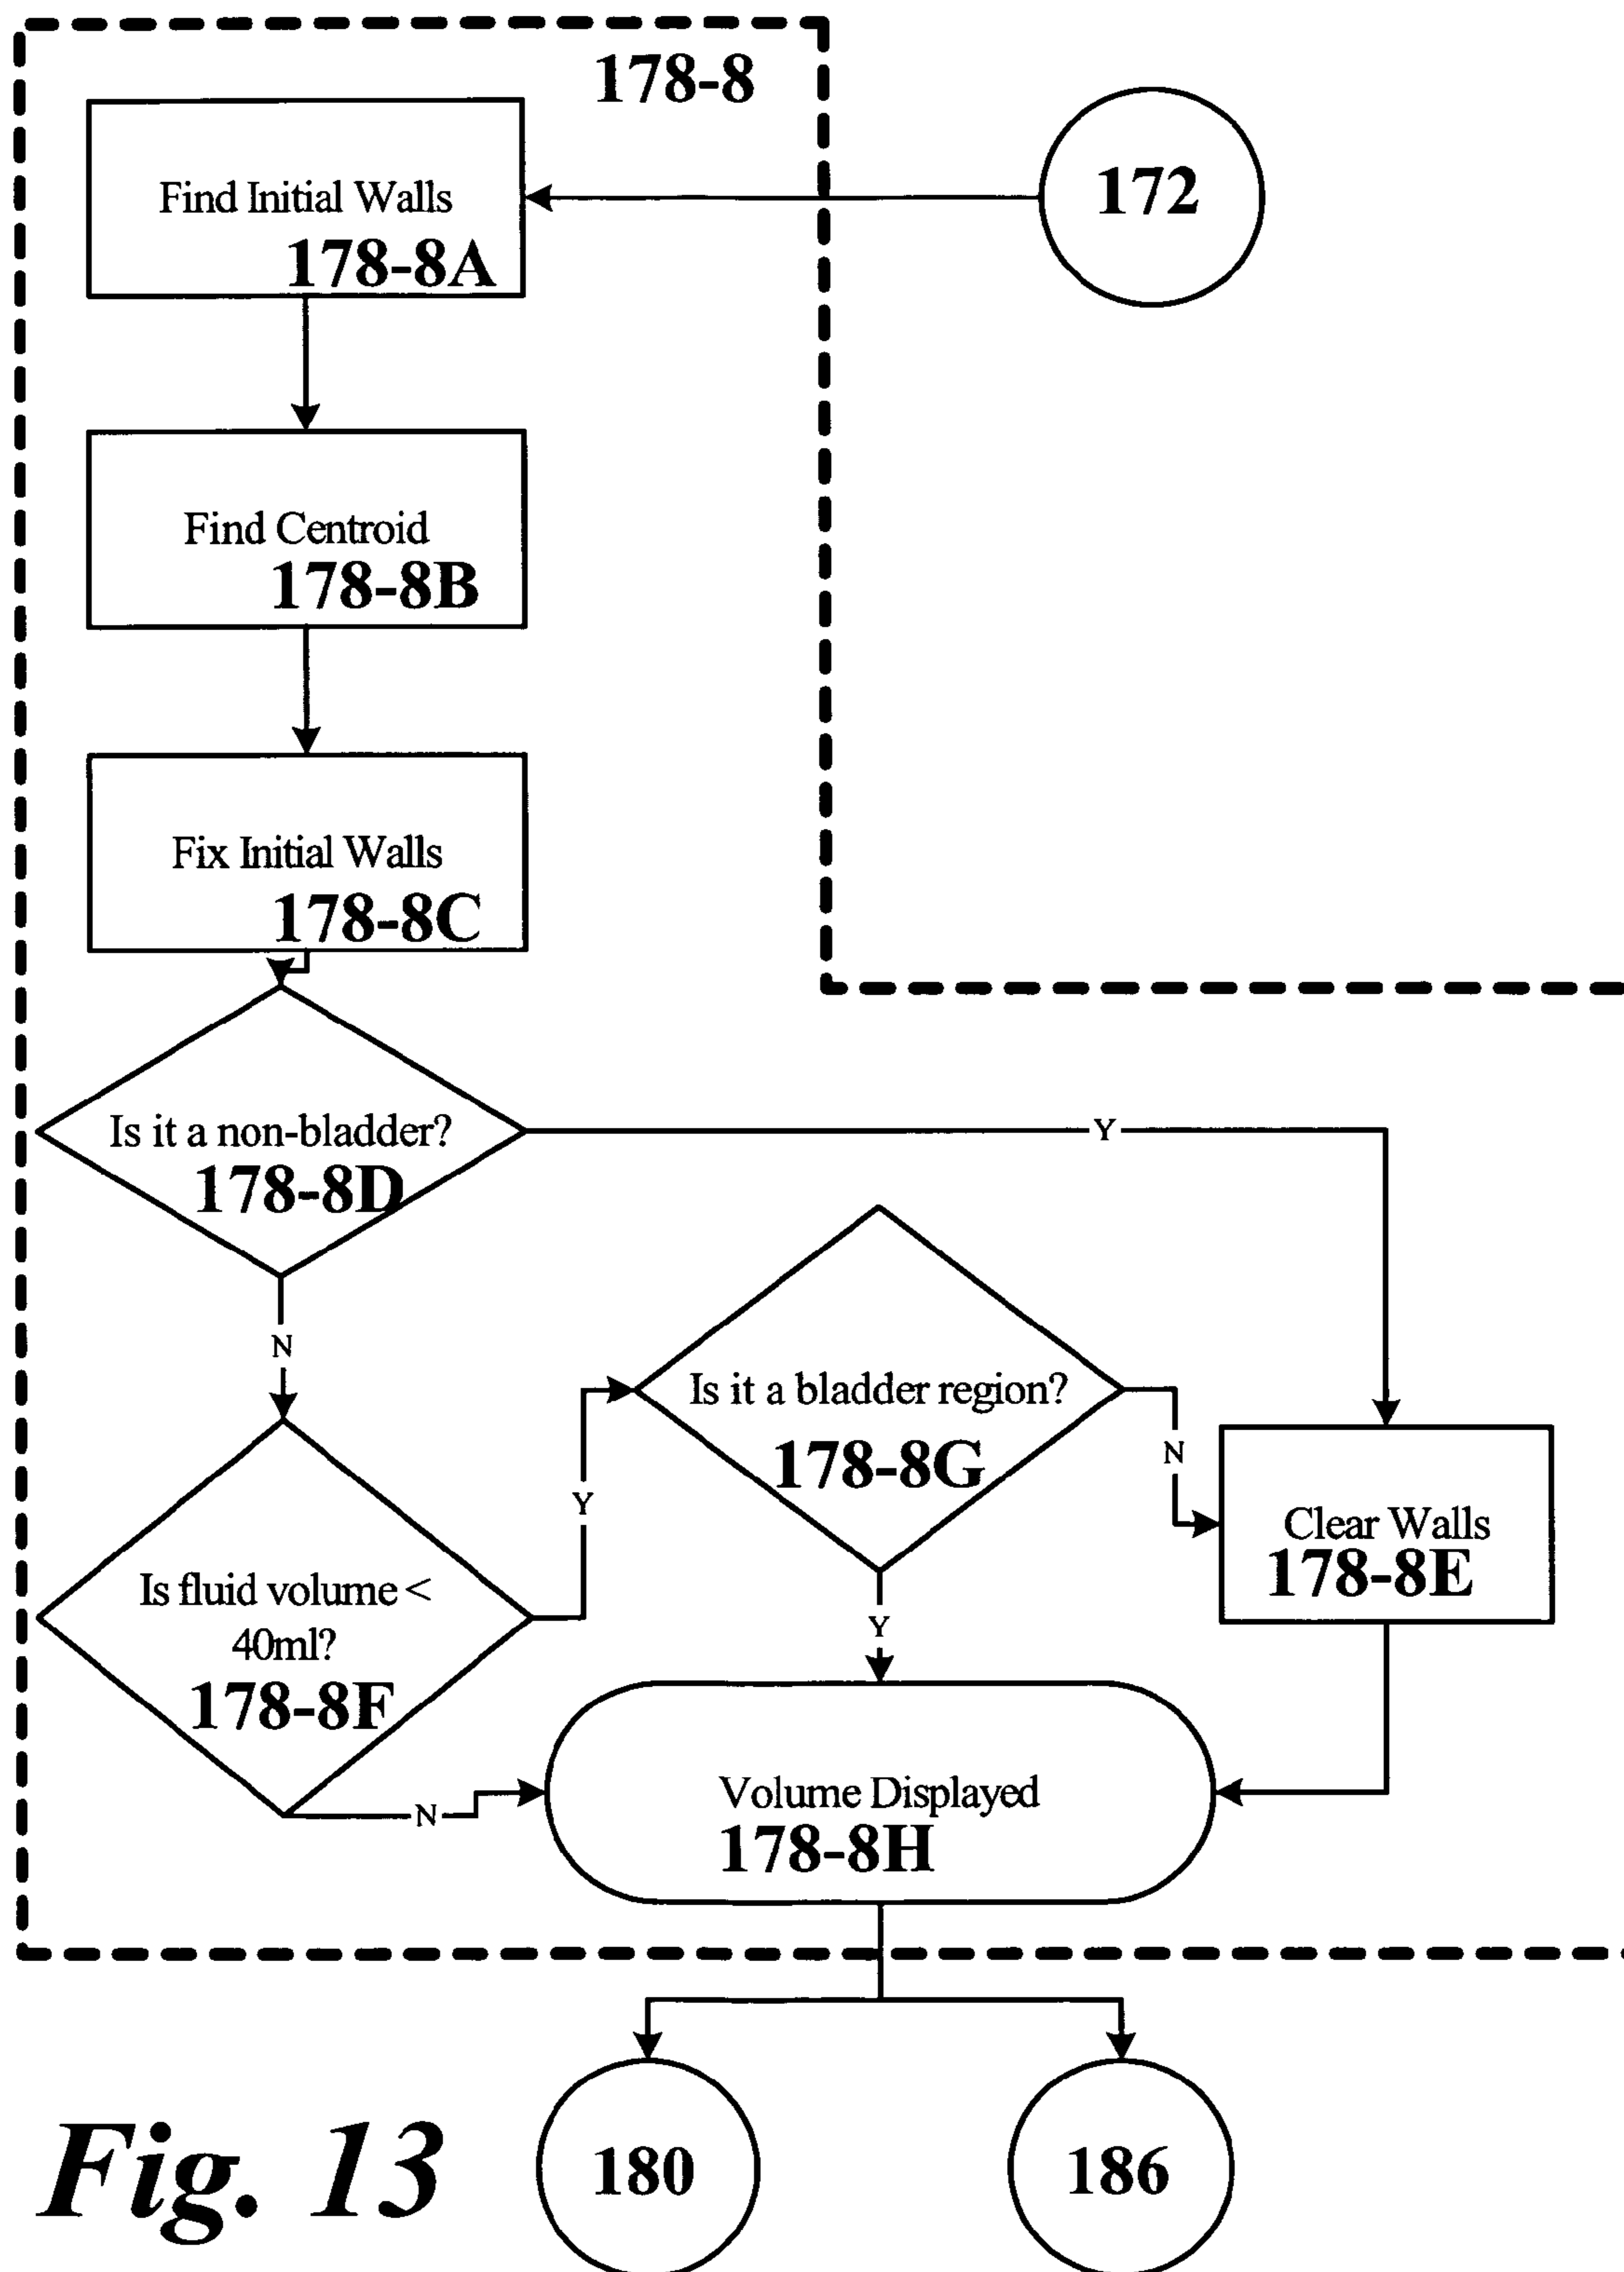 178-8
Find Initial Walls
178-8A
172
Find Centroid
178-8B
Fix Initial Walls
178-8C
Is it a non-bladder?
178-8D
Y
N
Is it a bladder region?
178-8G
N
Y
Clear Walls
178-8E
Is fluid volume <
40ml?
178-8F
Y
N
Volume Displayed
178-8H
180
186
Fig. 13